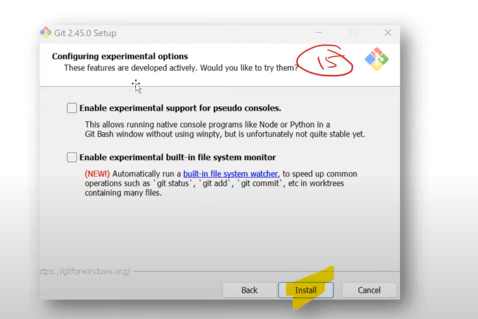 Git 2.45.0 Setup
Configuring experimental options
These features are developed actively. Would you like to try them?
15
Enable experimental support for pseudo consoles.
This allows running native console programs like Node or Python in a
Git Bash window without using winpty, but is unfortunately not quite stable yet.
Enable experimental built-in file system monitor
(NEW!) Automatically run a built-in file system watcher, to speed up common
operations such as `git status`, `git add`, `git commit`, etc in worktrees
containing many files.
ttps://gitforwindows.org/
Back Install Cancel